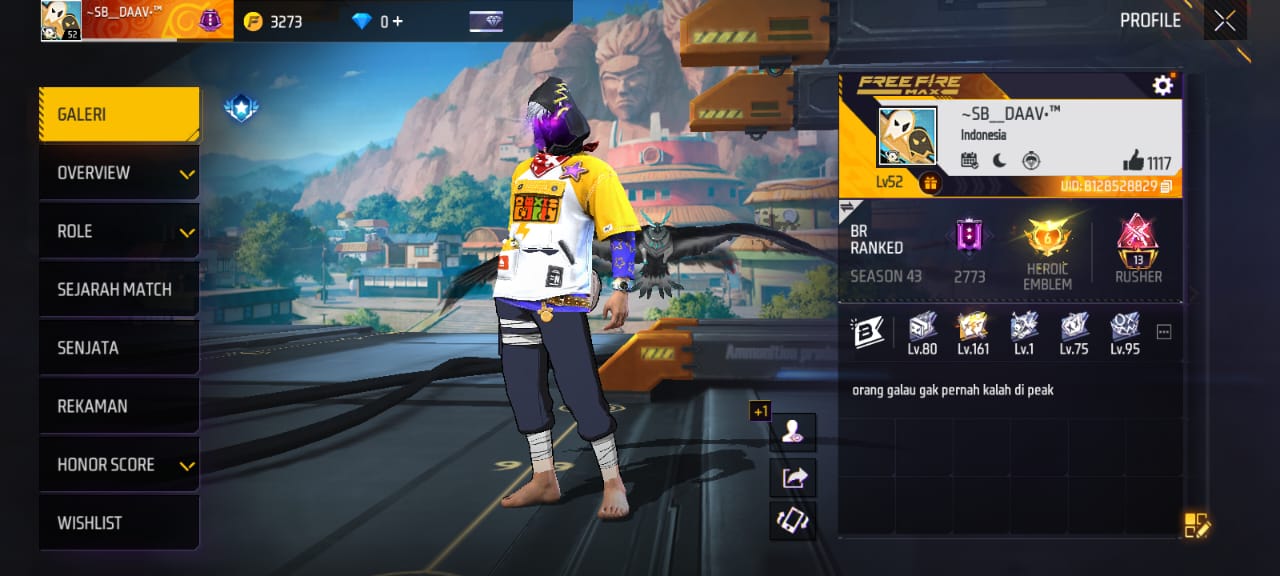 ~SB__DAAV•™
52
3273
0 +
PROFILE
GALERI
OVERVIEW
ROLE
SEJARAH MATCH
SENJATA
REKAMAN
HONOR SCORE
WISHLIST
FREE FIRE
MAX
~SB__DAAV•™
Indonesia
1117
Lv52
UID: 8128528829
BR
RANKED
SEASON 43
2773
6
HEROIC
EMBLEM
13
RUSHER
B
Lv.80
Lv.161
Lv.1
Lv.75
Lv.95
orang galau gak pernah kalah di peak
+1